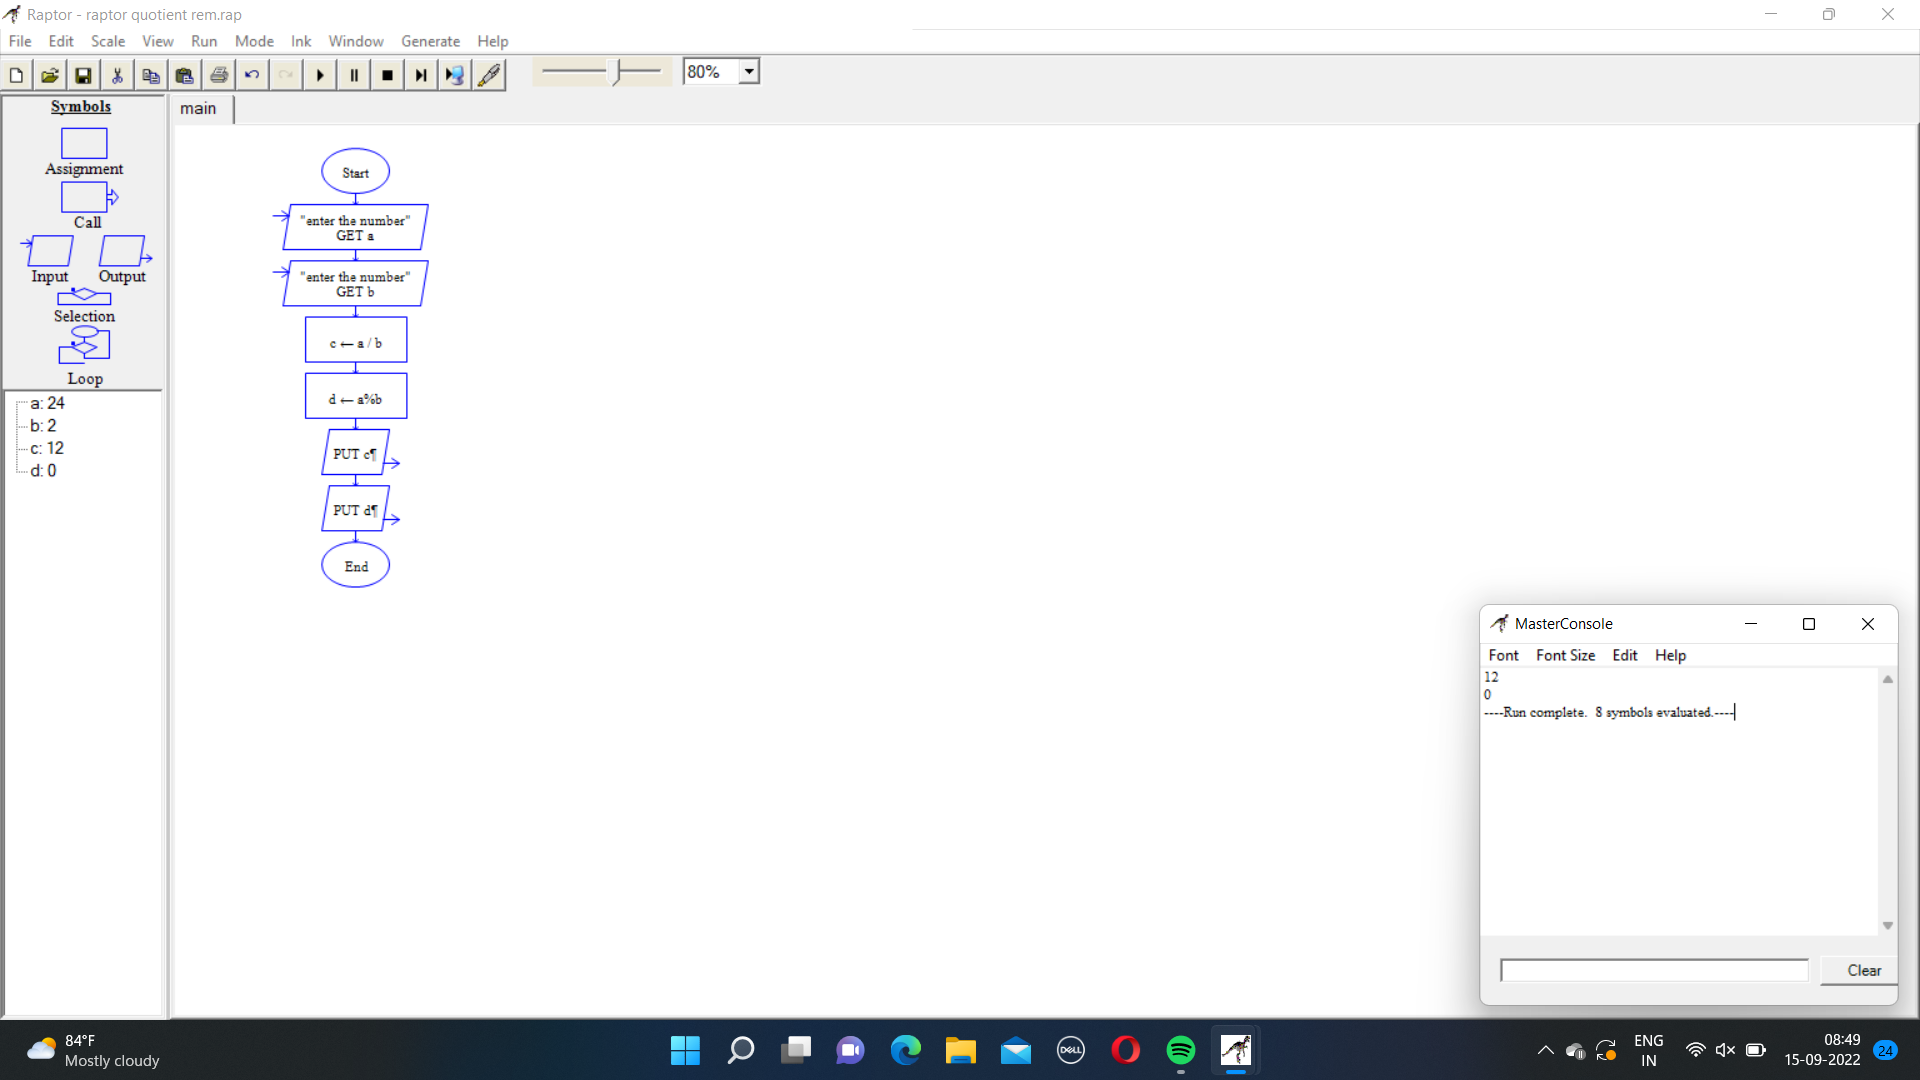 Raptor - raptor quotient rem.rap
File Edit Scale View Run Mode Ink Window Generate Help
80%
Symbols
Assignment
Call
Input Output
Selection
Loop
a: 24
b: 2
c: 12
d: 0
main
Start
"enter the number"
GET a
"enter the number"
GET b
c ← a / b
d ← a%b
PUT c¶
PUT d¶
End
MasterConsole
Font Font Size Edit Help
12
0
----Run complete. 8 symbols evaluated.----
Clear
84°F
Mostly cloudy
DELL
ENG
IN
08:49
15-09-2022
24